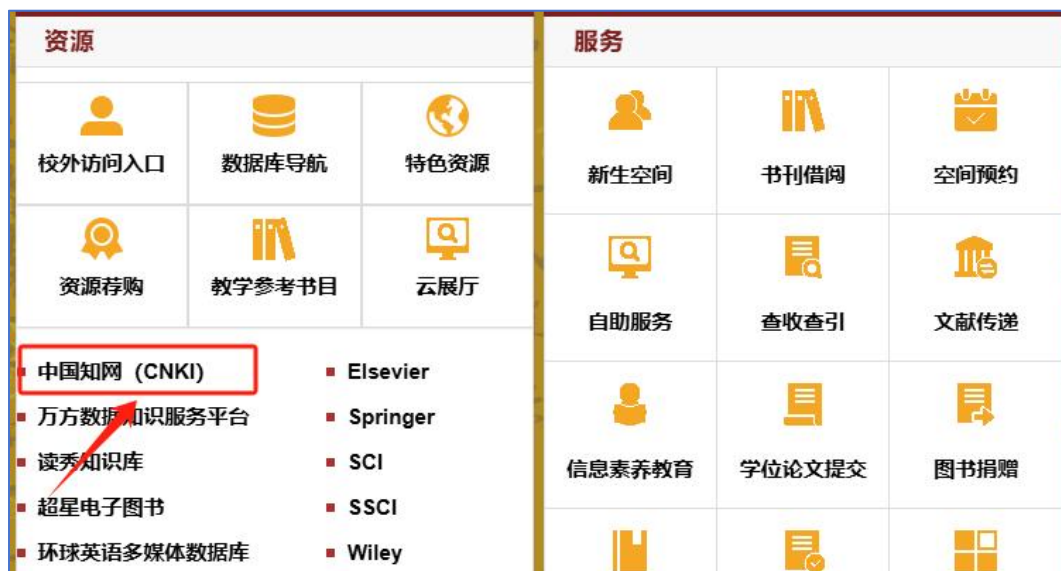 资源
校外访问入口
数据库导航
特色资源
资源荐购
教学参考书目
云展厅
中国知网（CNKI）
万方数据知识服务平台
读秀知识库
超星电子图书
环球英语多媒体数据库
Elsevier
Springer
SCI
SSCI
Wiley
服务
新生空间
书刊借阅
空间预约
自助服务
查收查引
文献传递
信息素养教育
学位论文提交
图书捐赠